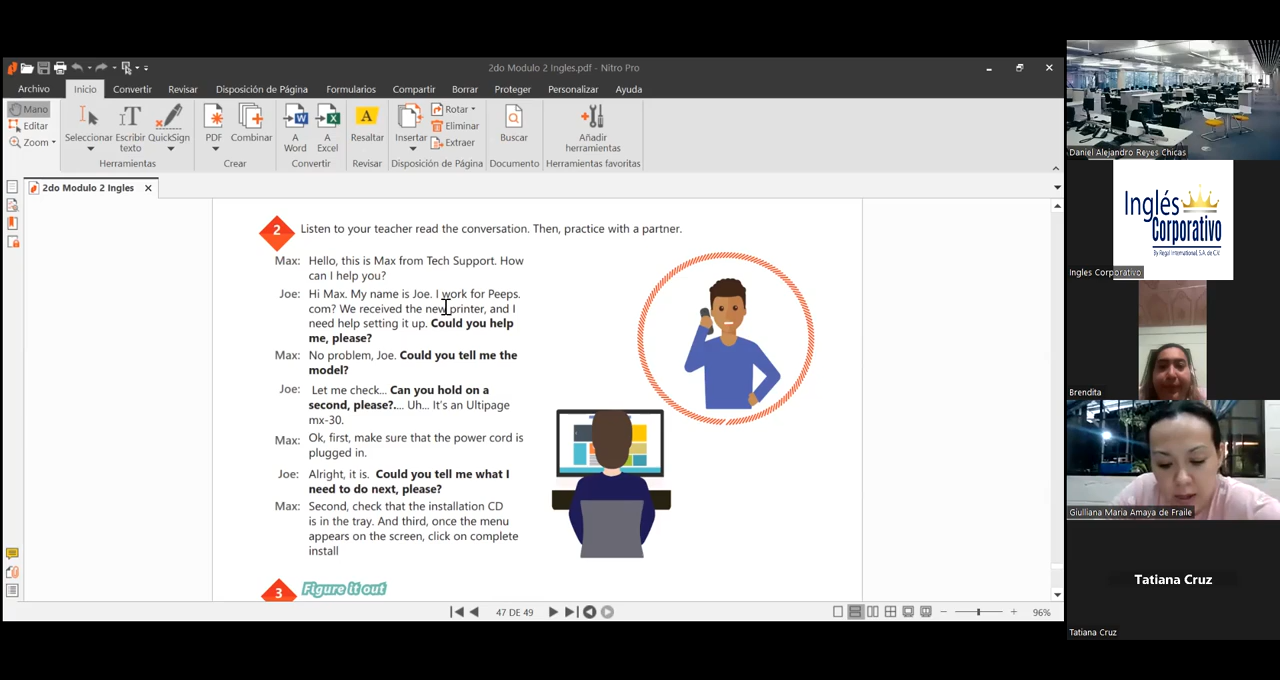 2do Modulo 2 Ingles.pdf - Nitro Pro
Archivo
Inicio
Convertir
Revisar
Disposición de Página
Formularios
Compartir
Borrar
Proteger
Personalizar
Ayuda
Mano
Editar
Zoom
Seleccionar
Escribir texto
QuickSign
Herramientas
PDF
Combinar
Crear
A Word
A Excel
Convertir
Resaltar
Revisar
Insertar
Rotar
Eliminar
Extraer
Disposición de Página
Buscar
Documento
Añadir herramientas
Herramientas favoritas
2do Modulo 2 Ingles
2 Listen to your teacher read the conversation. Then, practice with a partner.
Max: Hello, this is Max from Tech Support. How
can I help you?
Joe: Hi Max. My name is Joe. I work for Peeps.
com? We received the new printer, and I
need help setting it up. Could you help
me, please?
Max: No problem, Joe. Could you tell me the
model?
Joe: Let me check... Can you hold on a
second, please?.... Uh... It's an Ultipage
mx-30.
Max: Ok, first, make sure that the power cord is
plugged in.
Joe: Alright, it is. Could you tell me what I
need to do next, please?
Max: Second, check that the installation CD
is in the tray. And third, once the menu
appears on the screen, click on complete
install
3 Figure it out
47 DE 49
96%
Daniel Alejandro Reyes Chicas
Inglés
Corporativo
By Regal International, S.A. de C.V.
Ingles Corporativo
Brendita
Giulliana Maria Amaya de Fraile
Tatiana Cruz
Tatiana Cruz